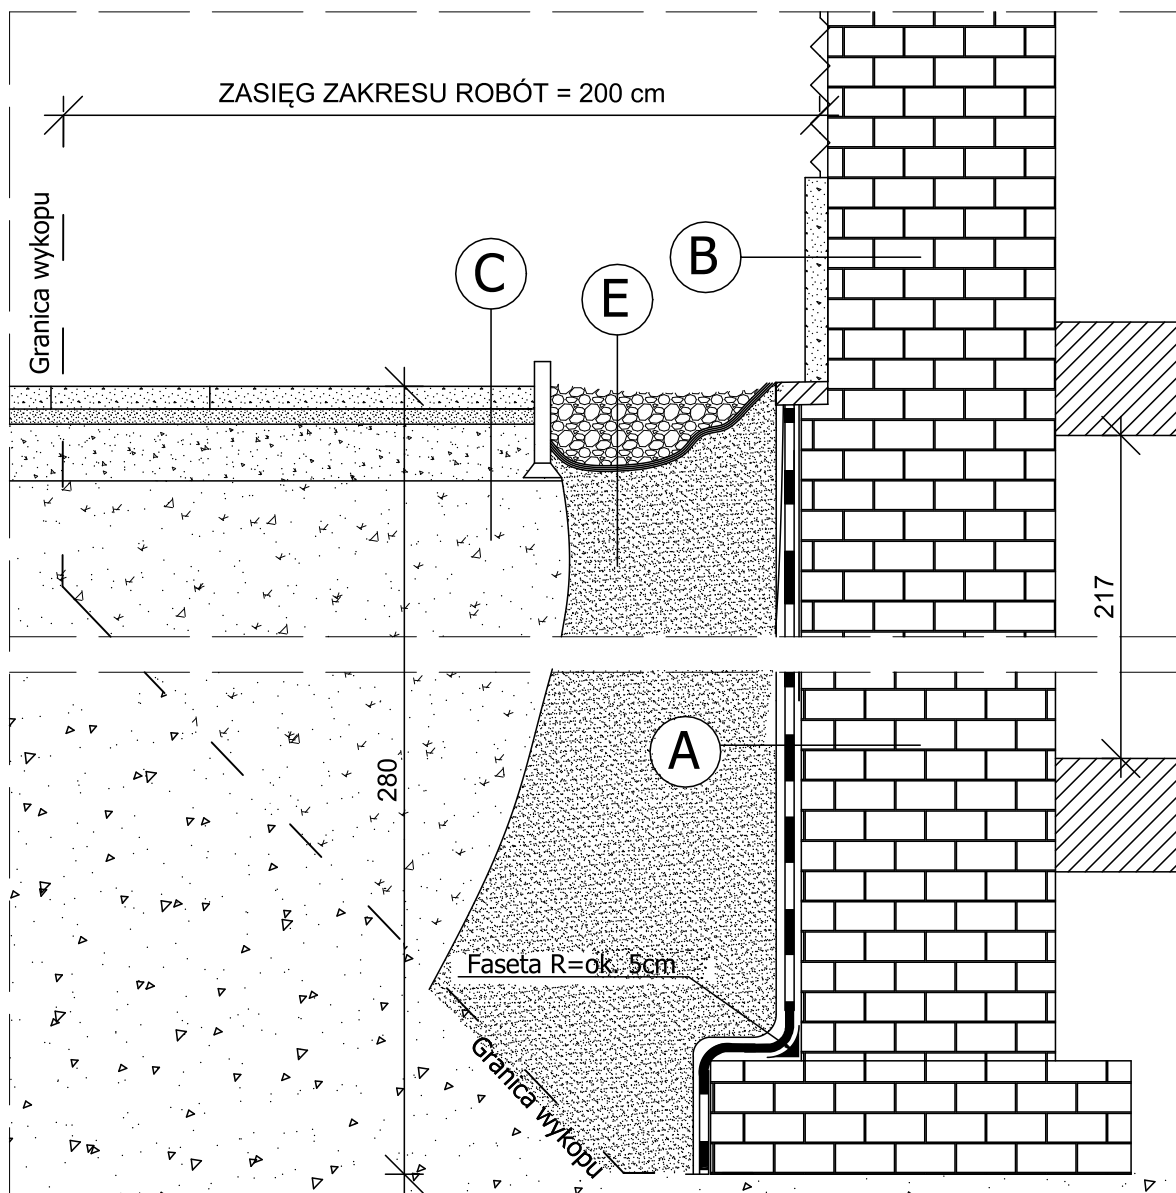 ZASIĘG ZAKRESU ROBÓT = 200 cm
Granica wykopu
B
C
E
217
A
280
Faseta R=ok. 5cm
Granica wykopu